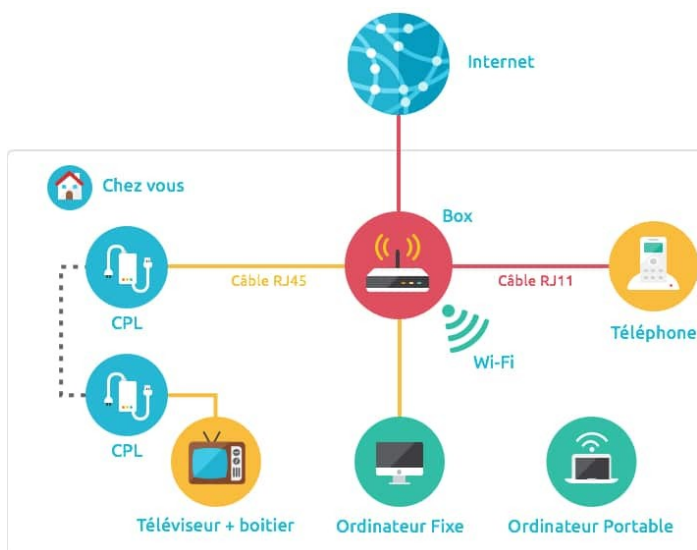 Internet
Chez vous
Box
Câble RJ45
Câble RJ11
CPL
Téléphone
Wi-Fi
CPL
Téléviseur + boitier
Ordinateur Fixe
Ordinateur Portable